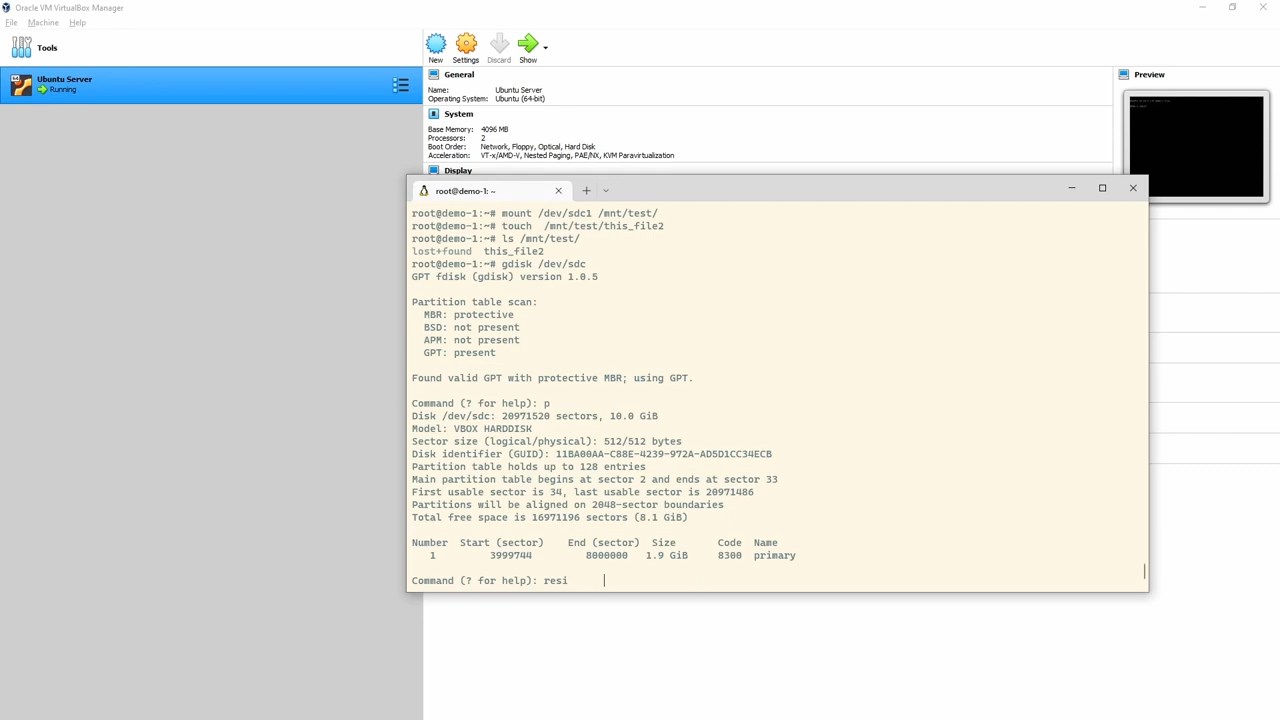 Oracle VM VirtualBox Manager
File Machine Help
Tools
Ubuntu Server
Running
New Settings Discard Show
General
Name: Ubuntu Server
Operating System: Ubuntu (64-bit)
System
Base Memory: 4096 MB
Processors: 2
Boot Order: Network, Floppy, Optical, Hard Disk
Acceleration: VT-x/AMD-V, Nested Paging, PAE/NX, KVM Paravirtualization
Display
Preview
root@demo-1: ~
root@demo-1:~# mount /dev/sdc1 /mnt/test/
root@demo-1:~# touch  /mnt/test/this_file2
root@demo-1:~# ls /mnt/test/
lost+found  this_file2
root@demo-1:~# gdisk /dev/sdc
GPT fdisk (gdisk) version 1.0.5
Partition table scan:
MBR: protective
BSD: not present
APM: not present
GPT: present
Found valid GPT with protective MBR; using GPT.
Command (? for help): p
Disk /dev/sdc: 20971520 sectors, 10.0 GiB
Model: VBOX HARDDISK
Sector size (logical/physical): 512/512 bytes
Disk identifier (GUID): 11BA00AA-C88E-4239-972A-AD5D1CC34ECB
Partition table holds up to 128 entries
Main partition table begins at sector 2 and ends at sector 33
First usable sector is 34, last usable sector is 20971486
Partitions will be aligned on 2048-sector boundaries
Total free space is 16971196 sectors (8.1 GiB)
Number  Start (sector)    End (sector)  Size       Code  Name
1         3999744         8000000   1.9 GiB     8300  primary
Command (? for help): resi